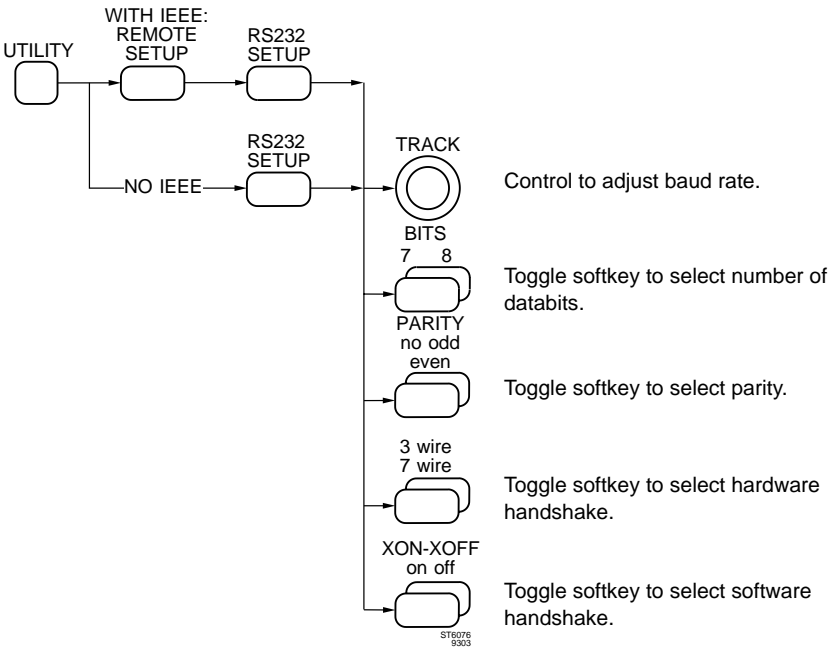 WITH IEEE:
REMOTE
SETUP
RS232
SETUP
UTILITY
RS232
SETUP
NO IEEE
TRACK
Control to adjust baud rate.
BITS
7 8
Toggle softkey to select number of
databits.
PARITY
no odd
even
Toggle softkey to select parity.
3 wire
7 wire
Toggle softkey to select hardware
handshake.
XON-XOFF
on off
Toggle softkey to select software
handshake.
ST6076
9303